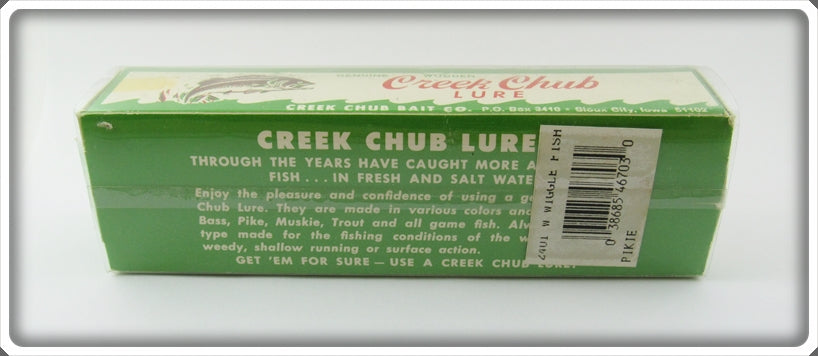 GENUINE WOODEN
Creek Chub
LURE
CREEK CHUB BAIT CO. P.O. Box 3410 • Sioux City, Iowa 51102
CREEK CHUB LURE
THROUGH THE YEARS HAVE CAUGHT MORE
FISH . . . IN FRESH AND SALT WATE
Enjoy the pleasure and confidence of using a
Chub Lure. They are made in various colors and
Bass, Pike, Muskie, Trout and all game fish.
type made for the fishing conditions of the
weedy, shallow running or surface action.
GET 'EM FOR SURE — USE A CREEK CHUB LURE!
2401 W WIGGLE FISH
0 38685 46703 0
PIKIE